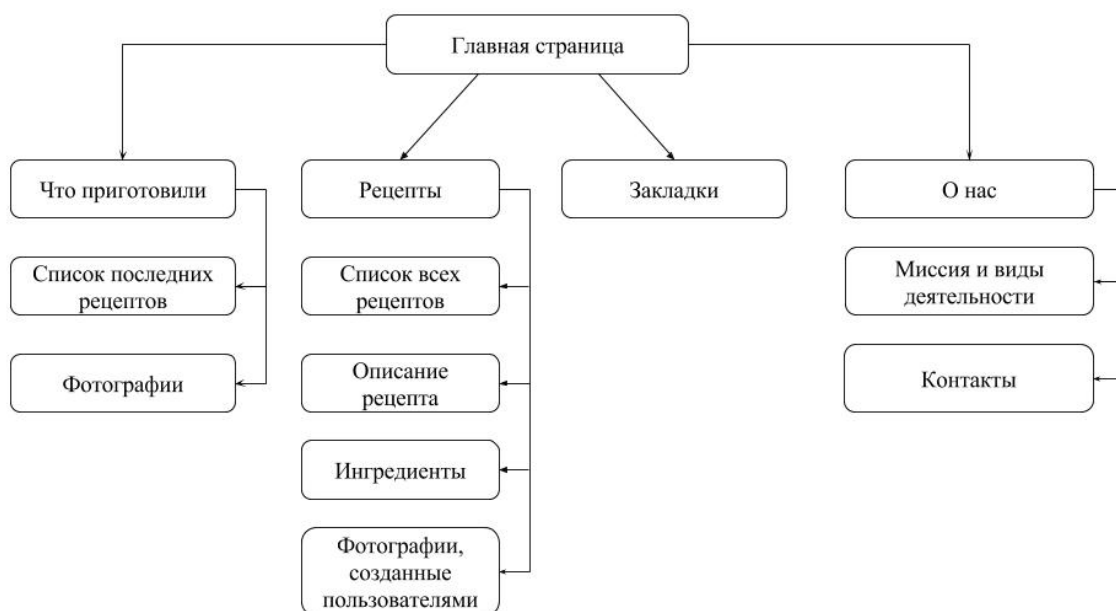 Главная страница
Что приготовили
Рецепты
Закладки
О нас
Список последних
рецептов
Список всех
рецептов
Миссия и виды
деятельности
Фотографии
Описание
рецепта
Контакты
Ингредиенты
Фотографии,
созданные
пользователями